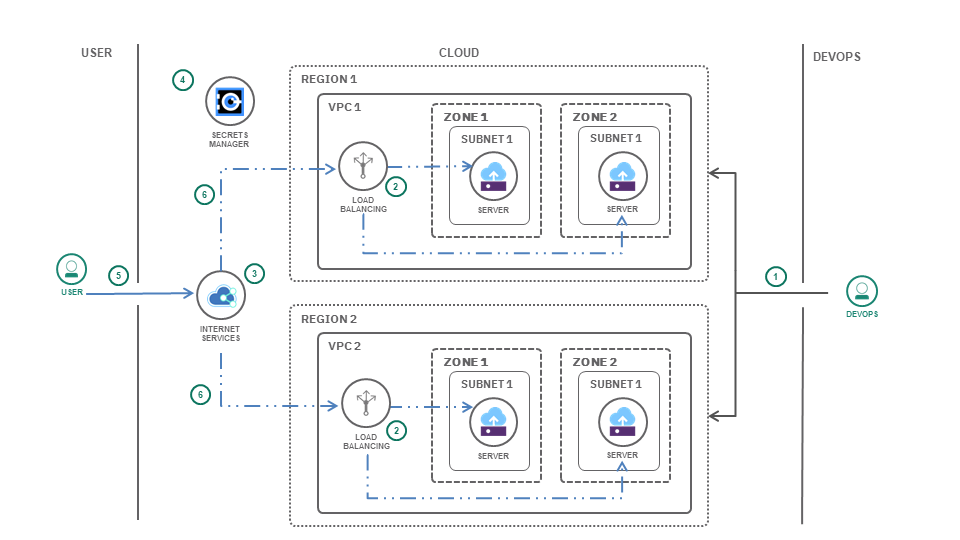 USER
CLOUD
DEVOPS
REGION 1
4
VPC 1
ZONE 1
ZONE 2
SUBNET 1
SUBNET 1
SECRETS
MANAGER
2
6
LOAD
BALANCING
SERVER
SERVER
5
3
1
USER
INTERNET
SERVICES
DEVOPS
REGION 2
VPC 2
ZONE 1
ZONE 2
SUBNET 1
SUBNET 1
6
2
LOAD
BALANCING
SERVER
SERVER